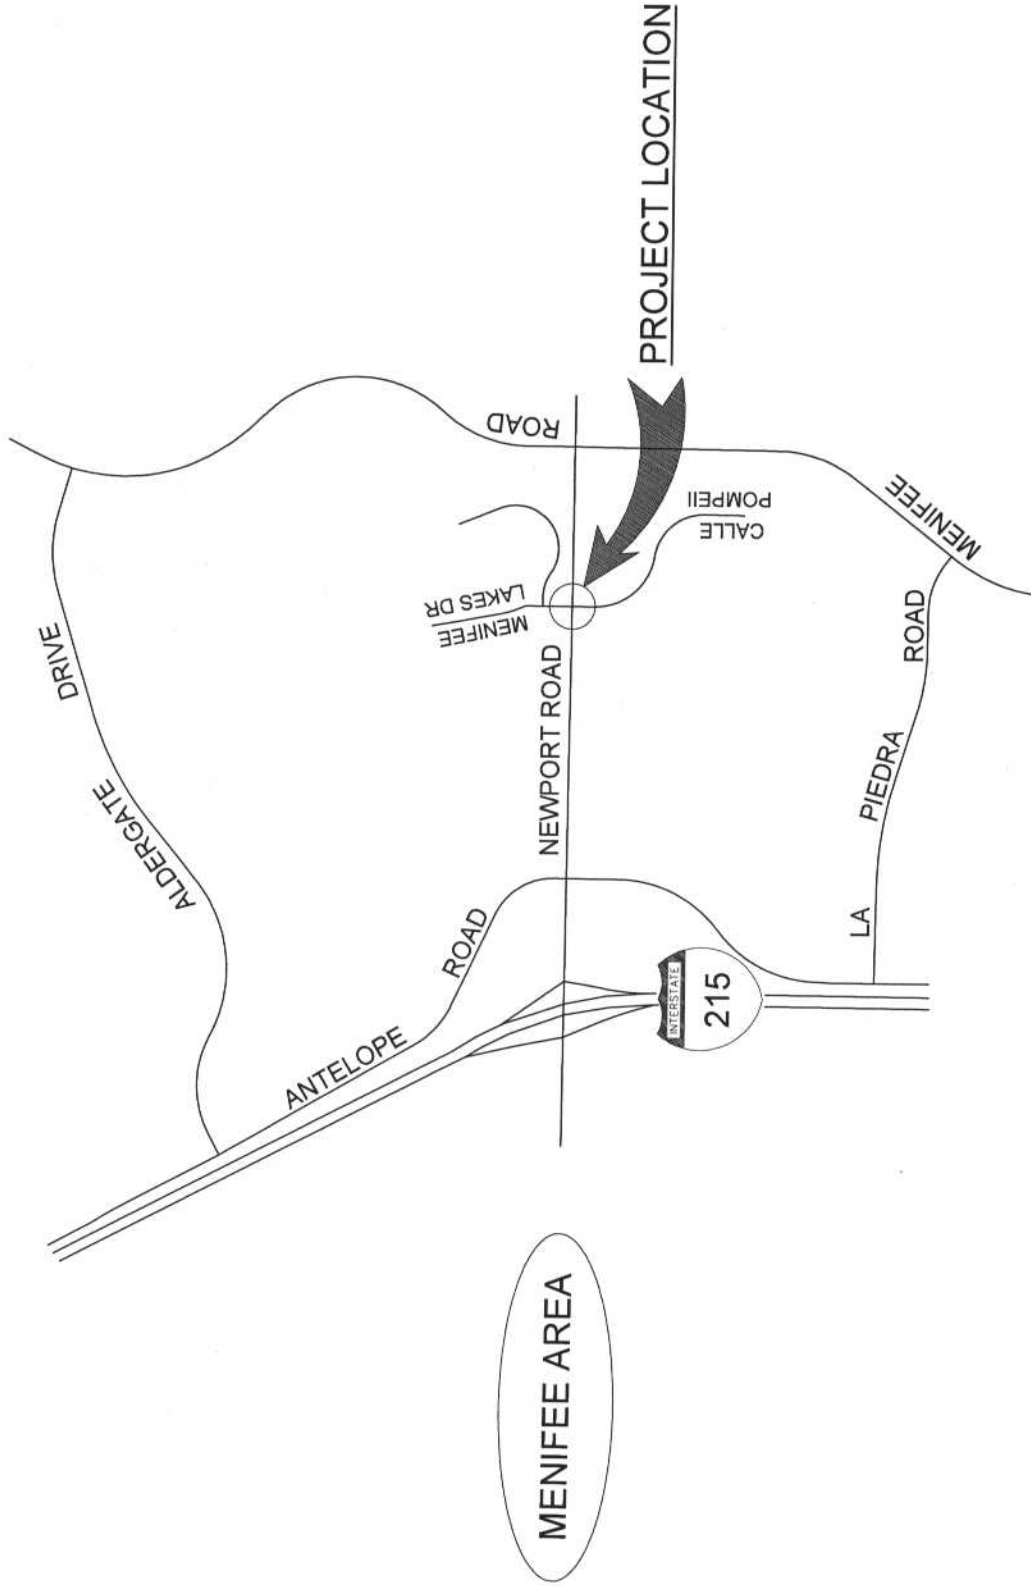 DRIVE
ALDERGATE
ANTELOPE
ROAD
MENIFEE
LAKES DR
ROAD
NEWPORT ROAD
PROJECT LOCATION
CALLE
POMPEII
MENIFEE
INTERSTATE
215
LA
PIEDRA
ROAD
MENIFEE AREA